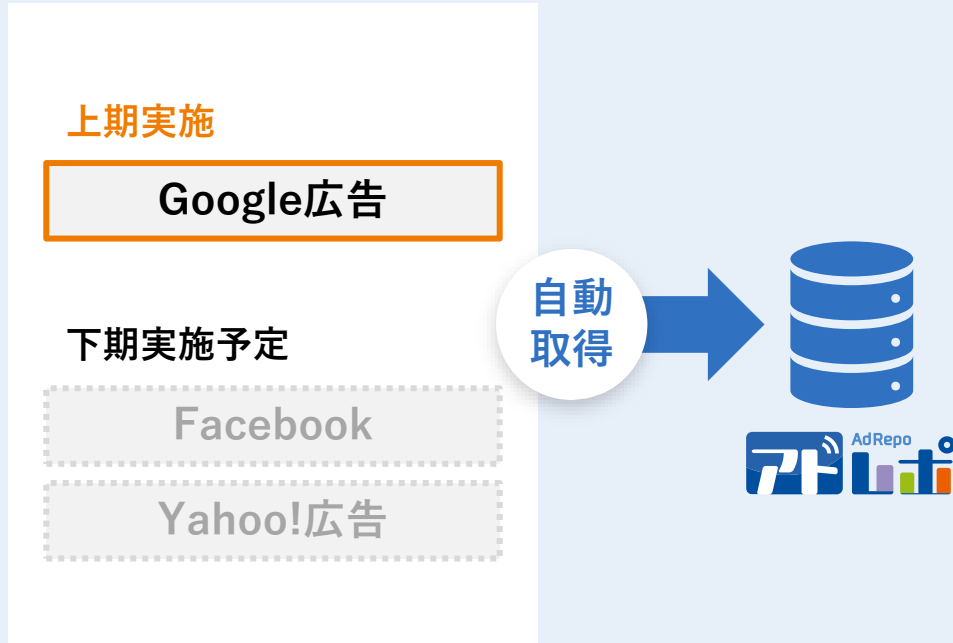 上期実施
Google広告
自動
取得
下期実施予定
Facebook
Yahoo!広告
アド
AdRepo
レポ